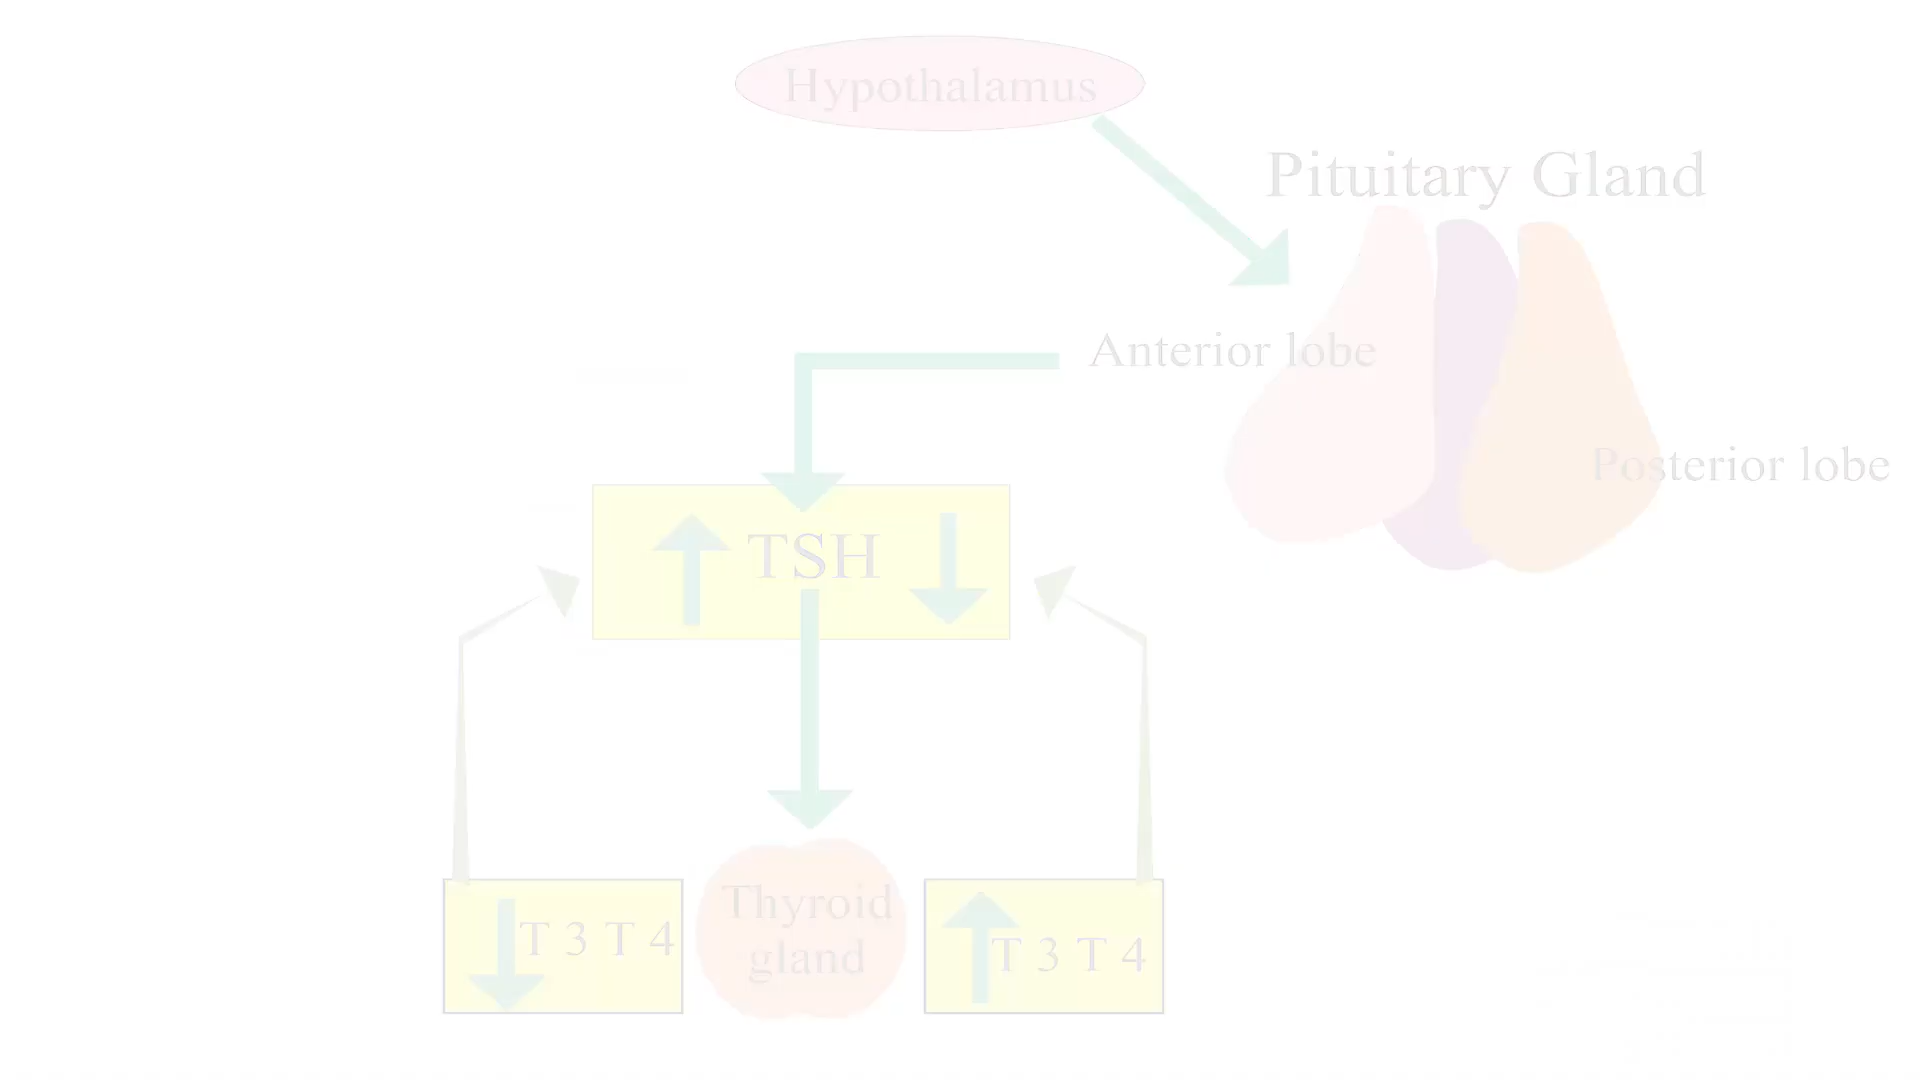 Hypothalamus
Pituitary Gland
Anterior lobe
Posterior lobe
TSH
T 3 T 4
Thyroid
gland
T 3 T 4